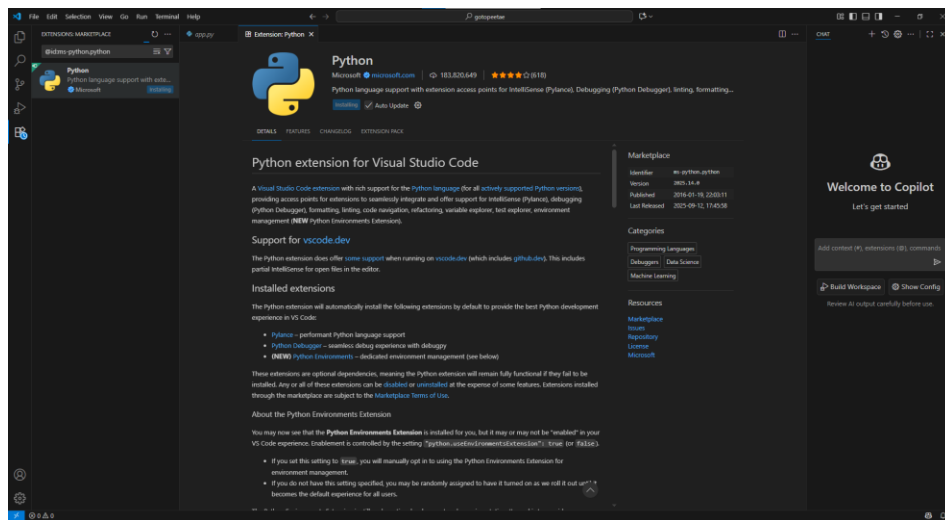 File Edit Selection View Go Run Terminal Help
gotopoetae
EXTENSIONS: MARKETPLACE
@id:ms-python.python
Python
Python language support with exte...
Microsoft
Installing
app.py
Extension: Python
Python
Microsoft microsoft.com 183,820,649 (618)
Python language support with extension access points for IntelliSense (Pylance), Debugging (Python Debugger), linting, formatting...
Installing Auto Update
DETAILS FEATURES CHANGELOG EXTENSION PACK
Python extension for Visual Studio Code
A Visual Studio Code extension with rich support for the Python language (for all actively supported Python versions),
providing access points for extensions to seamlessly integrate and offer support for IntelliSense (Pylance), debugging
(Python Debugger), formatting, linting, code navigation, refactoring, variable explorer, test explorer, environment
management (NEW Python Environments Extension).
Support for vscode.dev
The Python extension does offer some support when running on vscode.dev (which includes github.dev). This includes
partial IntelliSense for open files in the editor.
Installed extensions
The Python extension will automatically install the following extensions by default to provide the best Python development
experience in VS Code:
• Pylance – performant Python language support
• Python Debugger – seamless debug experience with debugpy
• (NEW) Python Environments – dedicated environment management (see below)
These extensions are optional dependencies, meaning the Python extension will remain fully functional if they fail to be
installed. Any or all of these extensions can be disabled or uninstalled at the expense of some features. Extensions installed
through the marketplace are subject to the Marketplace Terms of Use.
About the Python Environments Extension
You may now see that the Python Environments Extension is installed for you, but it may or may not be "enabled" in your
VS Code experience. Enablement is controlled by the setting "python.useEnvironmentsExtension": true (or false).
• If you set this setting to true, you will manually opt in to using the Python Environments Extension for
environment management.
• If you do not have this setting specified, you may be randomly assigned to have it turned on as we roll it out until it
becomes the default experience for all users.
Marketplace
Identifier ms-python.python
Version 2025.14.0
Published 2016-01-19, 22:03:11
Last Released 2025-09-12, 17:45:58
Categories
Programming Languages
Debuggers Data Science
Machine Learning
Resources
Marketplace
Issues
Repository
License
Microsoft
CHAT
Welcome to Copilot
Let's get started
Add context (#), extensions (@), commands
Build Workspace Show Config
Review AI output carefully before use.
0 0